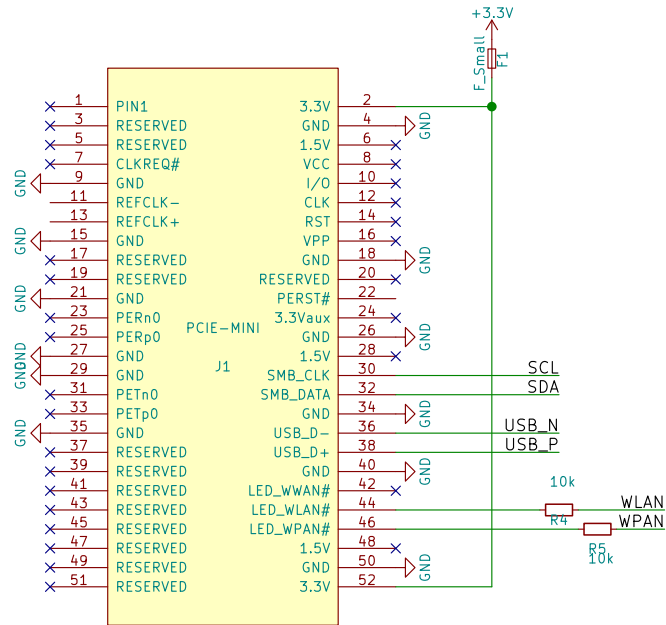 +3.3V
F_Small
F1
1 PIN1 3.3V 2
3 RESERVED GND 4 GND
5 RESERVED 1.5V 6
7 CLKREQ# VCC 8
GND 9 GND I/O 10
11 REFCLK- CLK 12
13 REFCLK+ RST 14
GND 15 GND VPP 16
17 RESERVED GND 18 GND
19 RESERVED RESERVED 20
GND 21 GND PERST# 22
23 PERn0 3.3Vaux 24
25 PERp0 GND 26 GND
PCIE-MINI
GND 27 GND 1.5V 28
J1
GND 29 GND SMB_CLK 30 SCL
31 PETn0 SMB_DATA 32 SDA
33 PETp0 GND 34 GND
GND 35 GND USB_D- 36 USB_N
37 RESERVED USB_D+ 38 USB_P
39 RESERVED GND 40 GND
41 RESERVED LED_WWAN# 42
10k
43 RESERVED LED_WLAN# 44 R4 WLAN
45 RESERVED LED_WPAN# 46 WPAN
47 RESERVED 1.5V 48 R5
10k
49 RESERVED GND 50 GND
51 RESERVED 3.3V 52